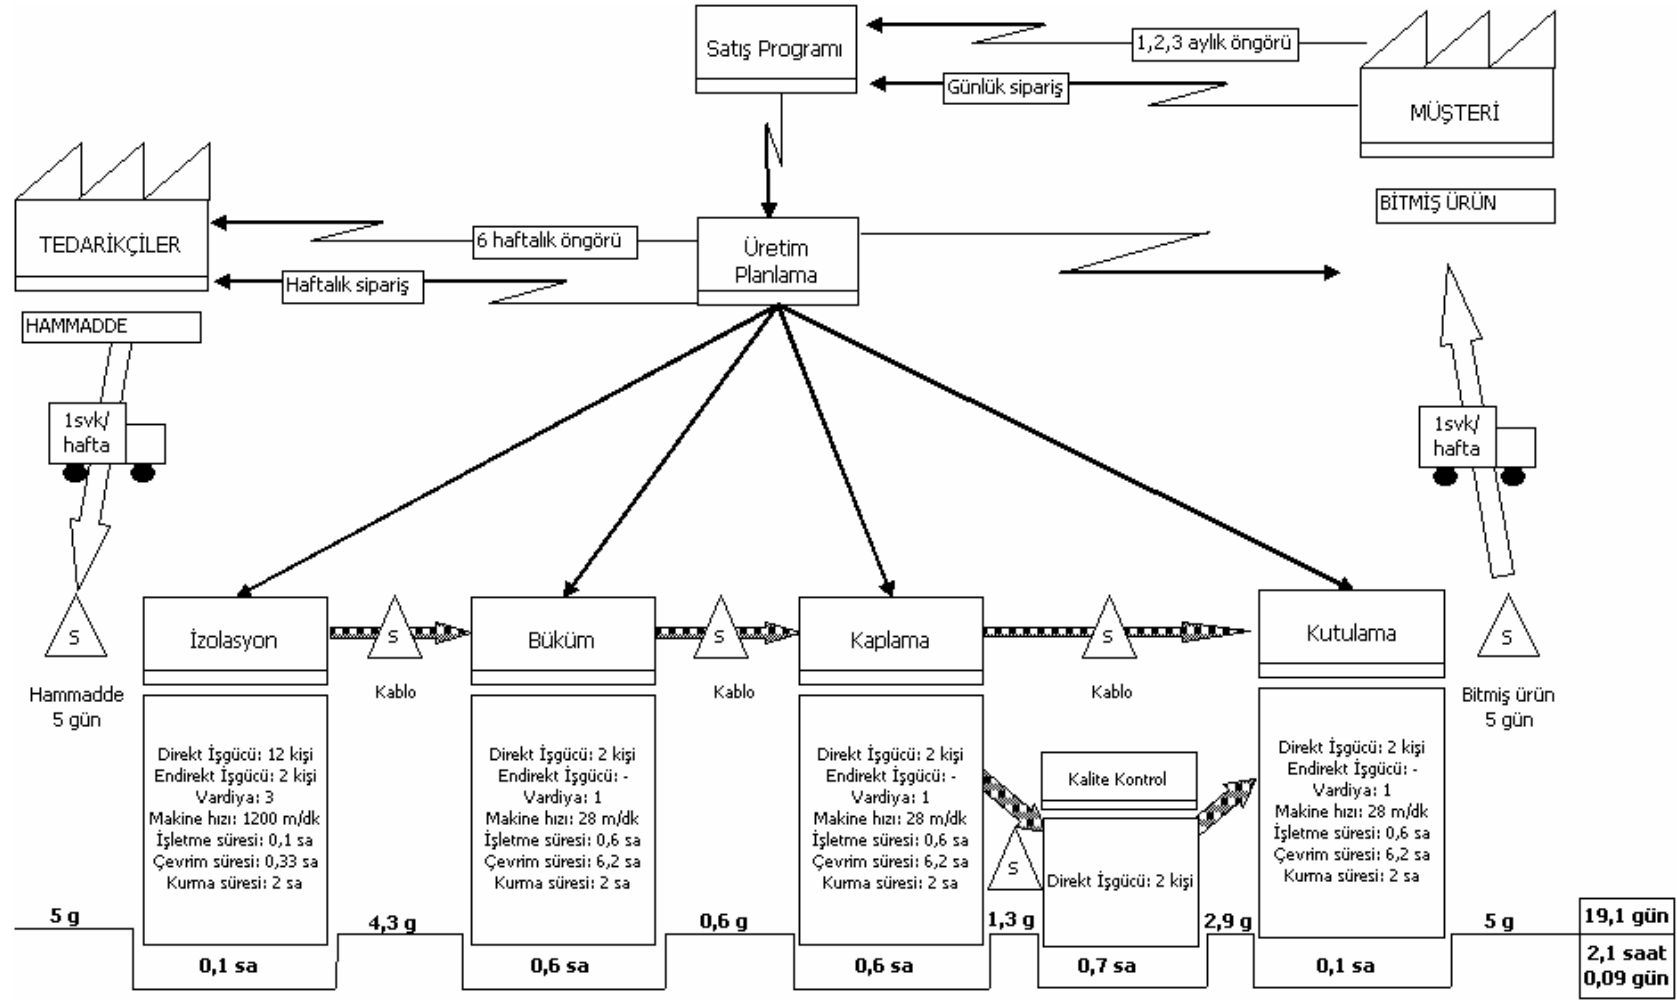 Satış Programı
1,2,3 aylık öngörü
Günlük sipariş
MÜŞTERİ
BİTMİŞ ÜRÜN
TEDARİKÇİLER
6 haftalık öngörü
Haftalık sipariş
Üretim
Planlama
HAMMADDE
1svk/
hafta
1svk/
hafta
S
Hammadde
5 gün
İzolasyon
S
Kablo
Büküm
S
Kablo
Kaplama
S
Kablo
Kutulama
S
Bitmiş ürün
5 gün
Direkt İşgücü: 12 kişi
Endirekt İşgücü: 2 kişi
Vardiya: 3
Makine hızı: 1200 m/dk
İşletme süresi: 0,1 sa
Çevrim süresi: 0,33 sa
Kurma süresi: 2 sa
Direkt İşgücü: 2 kişi
Endirekt İşgücü: -
Vardiya: 1
Makine hızı: 28 m/dk
İşletme süresi: 0,6 sa
Çevrim süresi: 6,2 sa
Kurma süresi: 2 sa
Direkt İşgücü: 2 kişi
Endirekt İşgücü: -
Vardiya: 1
Makine hızı: 28 m/dk
İşletme süresi: 0,6 sa
Çevrim süresi: 6,2 sa
Kurma süresi: 2 sa
Kalite Kontrol
S
Direkt İşgücü: 2 kişi
Direkt İşgücü: 2 kişi
Endirekt İşgücü: -
Vardiya: 1
Makine hızı: 28 m/dk
İşletme süresi: 0,6 sa
Çevrim süresi: 6,2 sa
Kurma süresi: 2 sa
5 g
4,3 g
0,6 g
1,3 g
2,9 g
5 g
19,1 gün
0,1 sa
0,6 sa
0,6 sa
0,7 sa
0,1 sa
2,1 saat
0,09 gün